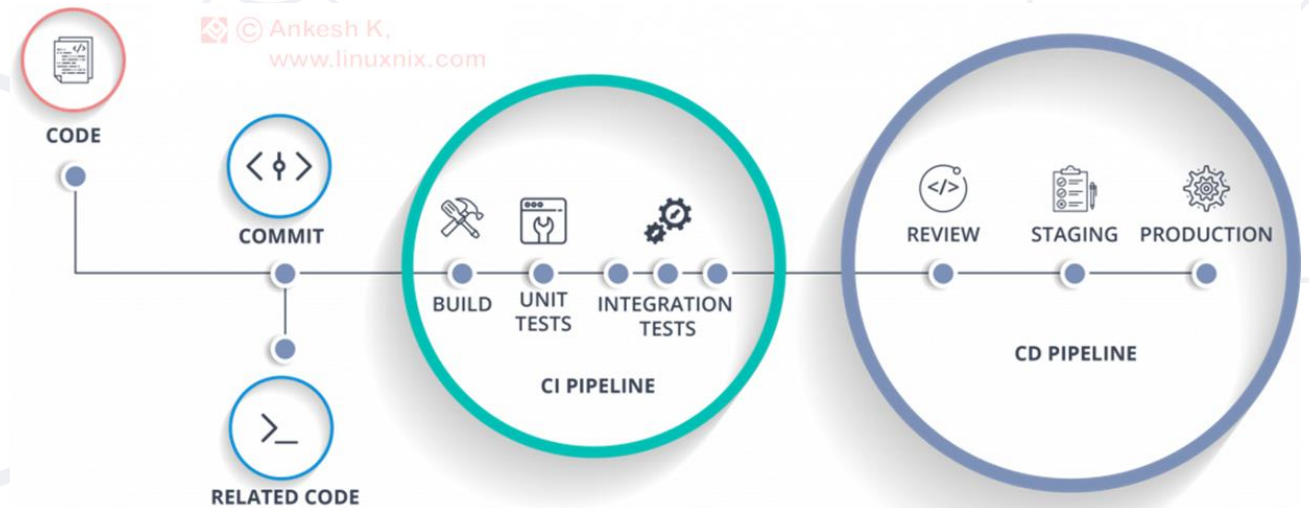 © Ankesh K,
www.linuxnix.com
CODE
COMMIT
RELATED CODE
BUILD
UNIT
TESTS
INTEGRATION
TESTS
CI PIPELINE
REVIEW
STAGING
PRODUCTION
CD PIPELINE